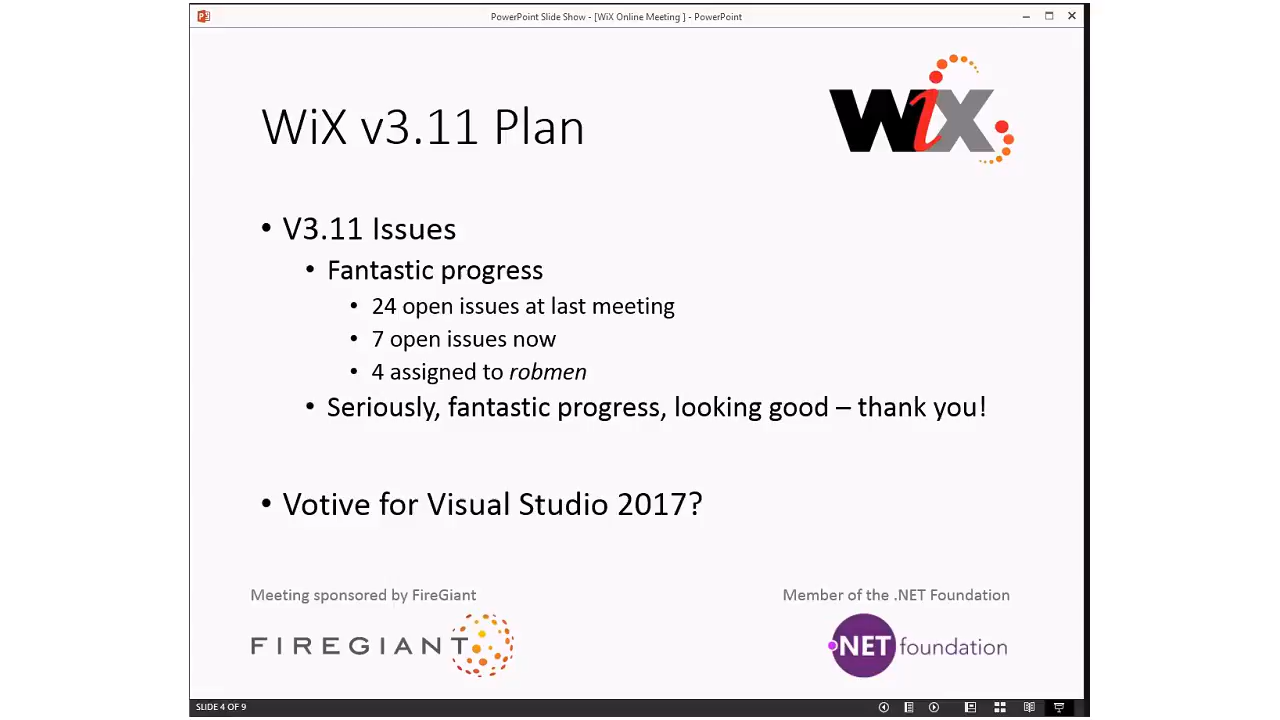 PowerPoint Slide Show - [WiX Online Meeting ] - PowerPoint
WiX
WiX v3.11 Plan
• V3.11 Issues
• Fantastic progress
• 24 open issues at last meeting
• 7 open issues now
• 4 assigned to robmen
• Seriously, fantastic progress, looking good – thank you!
• Votive for Visual Studio 2017?
Meeting sponsored by FireGiant
FIREGIANT
Member of the .NET Foundation
.NET foundation
SLIDE 4 OF 9